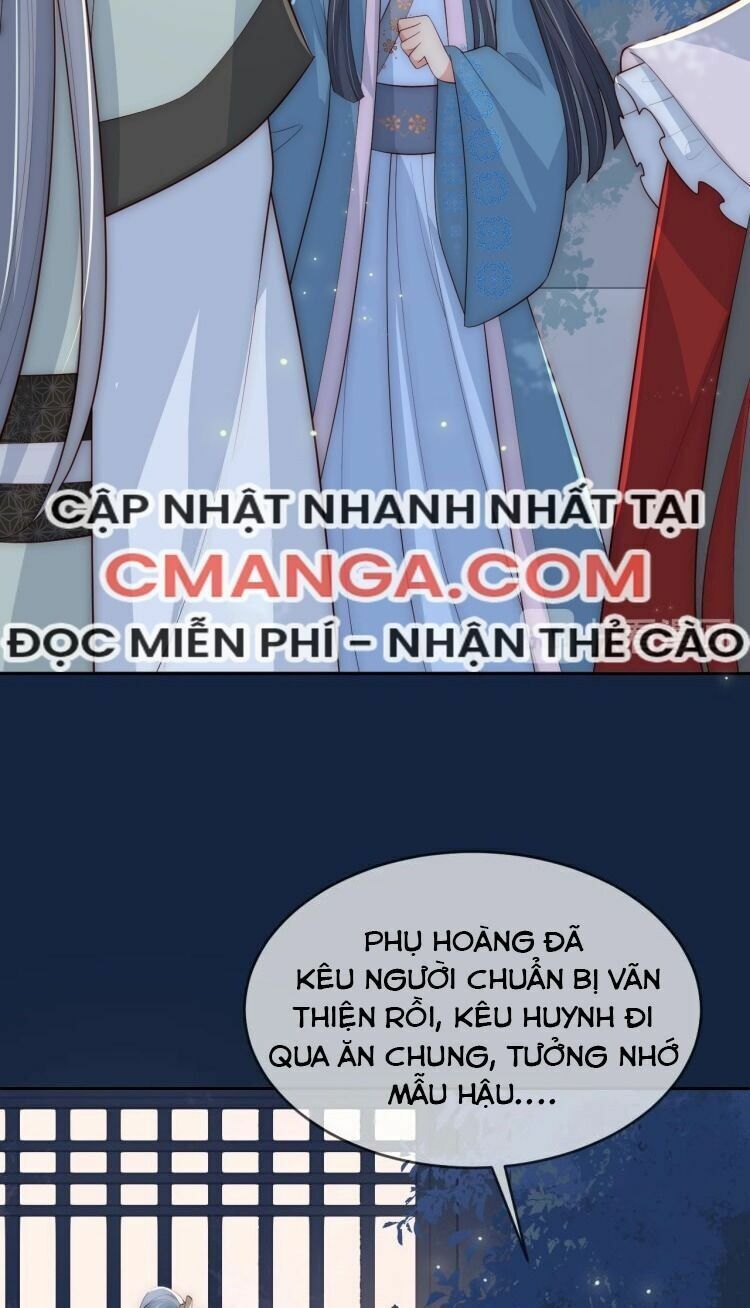 CẬP NHẬT NHANH NHẤT TẠI
CMANGA.COM
ĐỌC MIỄN PHÍ - NHẬN THẺ CÀO
PHỤ HOÀNG ĐÃ
KÊU NGƯỜI CHUẨN BỊ VÃN
THIỆN RỒI, KÊU HUYNH ĐI
QUA ĂN CHUNG, TƯỞNG NHỚ
MẪU HẬU....